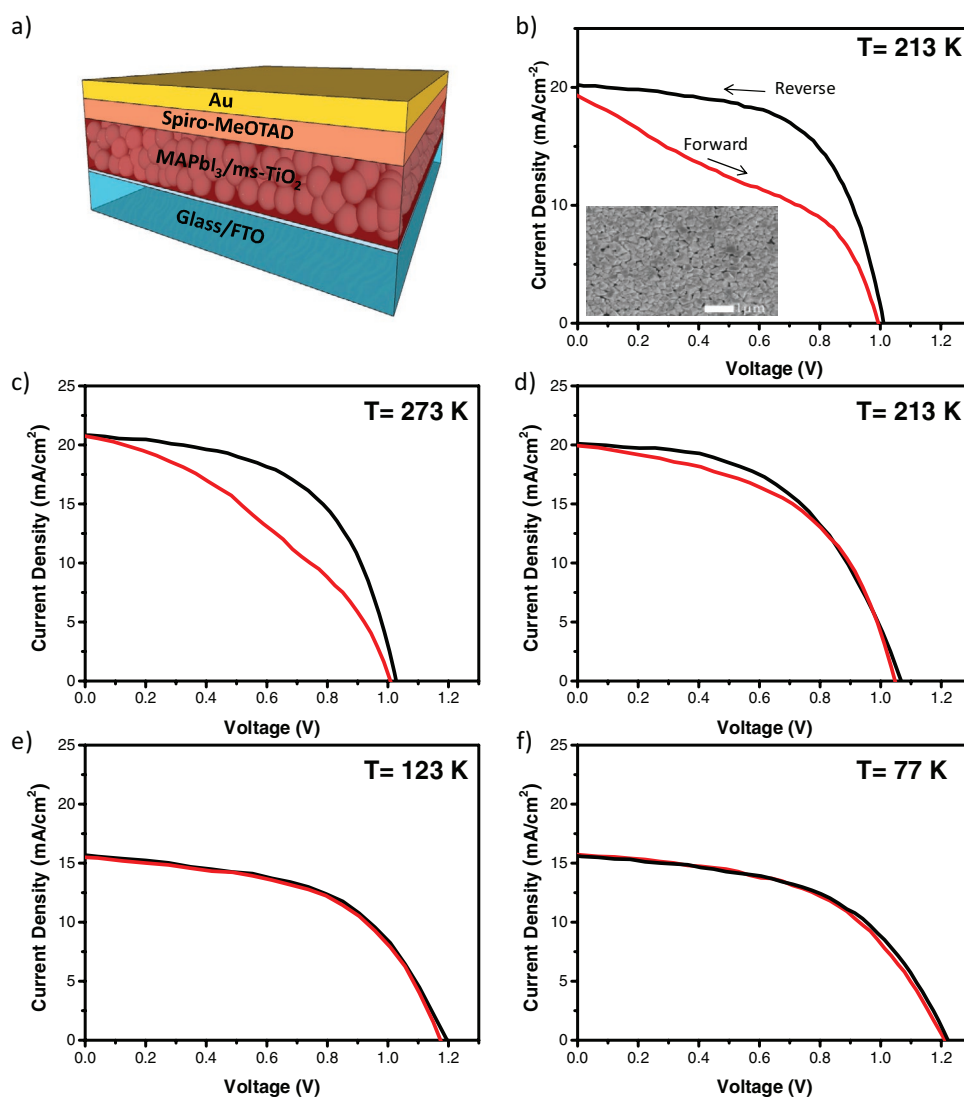 a)
Au
Spiro-MeOTAD
MAPbI3/ms-TiO2
Glass/FTO
b)
T= 213 K
Reverse
Forward
1µm
Current Density (mA/cm-2)
20
10
0
0.0 0.2 0.4 0.6 0.8 1.0 1.2
Voltage (V)
c)
T= 273 K
Current Density (mA/cm2)
25
20
15
10
5
0
0.0 0.2 0.4 0.6 0.8 1.0 1.2
Voltage (V)
d)
T= 213 K
Current Density (mA/cm2)
25
20
15
10
5
0
0.0 0.2 0.4 0.6 0.8 1.0 1.2
Voltage (V)
e)
T= 123 K
Current Density (mA/cm2)
25
20
15
10
5
0
0.0 0.2 0.4 0.6 0.8 1.0 1.2
Voltage (V)
f)
T= 77 K
Current Density (mA/cm2)
25
20
15
10
5
0
0.0 0.2 0.4 0.6 0.8 1.0 1.2
Voltage (V)